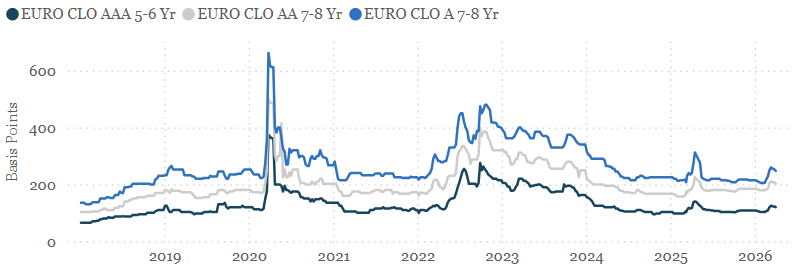 EURO CLO AAA 5-6 Yr EURO CLO AA 7-8 Yr EURO CLO A 7-8 Yr
Basis Points
600
400
200
0
2019 2020 2021 2022 2023 2024 2025 2026